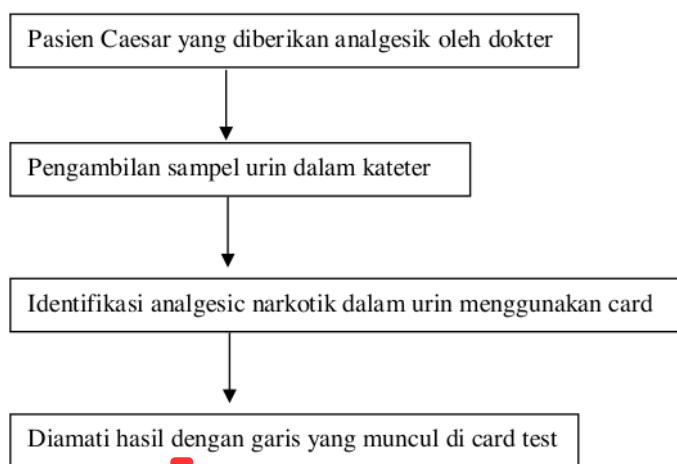 Pasien Caesar yang diberikan analgesik oleh dokter
Pengambilan sampel urin dalam kateter
Identifikasi analgesic narkotik dalam urin menggunakan card
Diamati hasil dengan garis yang muncul di card test